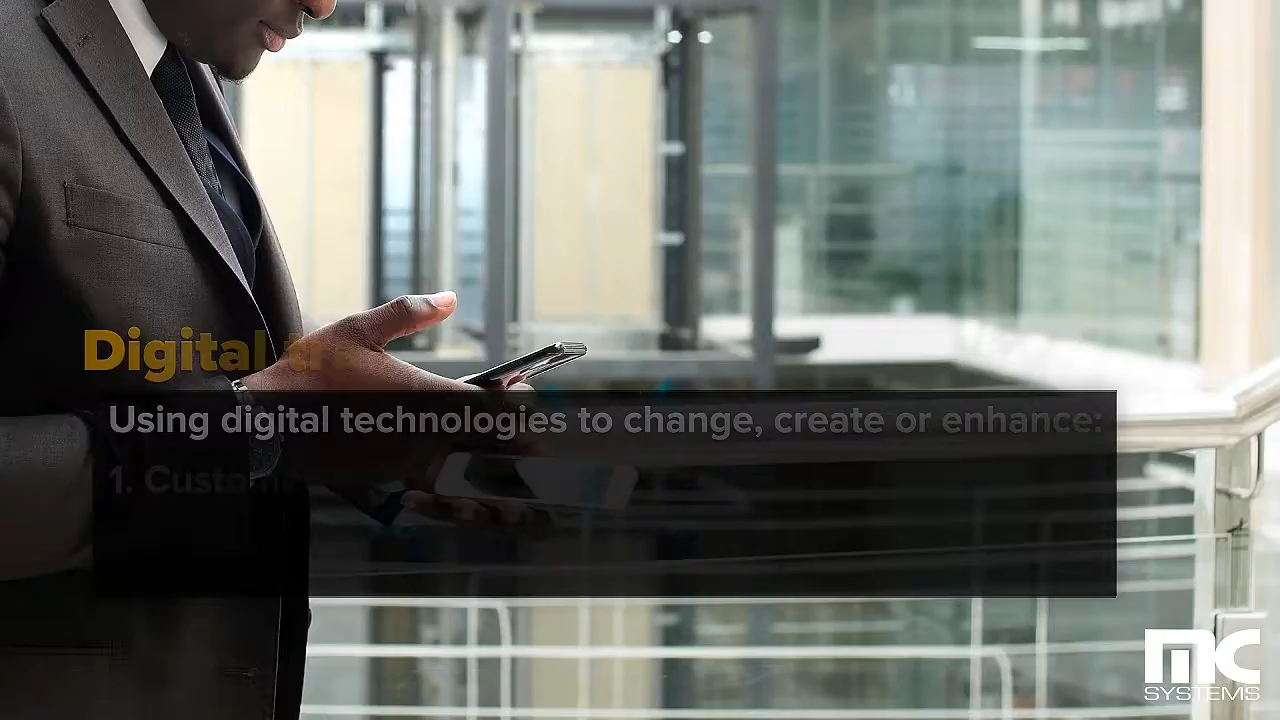 Digital
Using digital technologies to change, create or enhance:
1.
MC
SYSTEMS